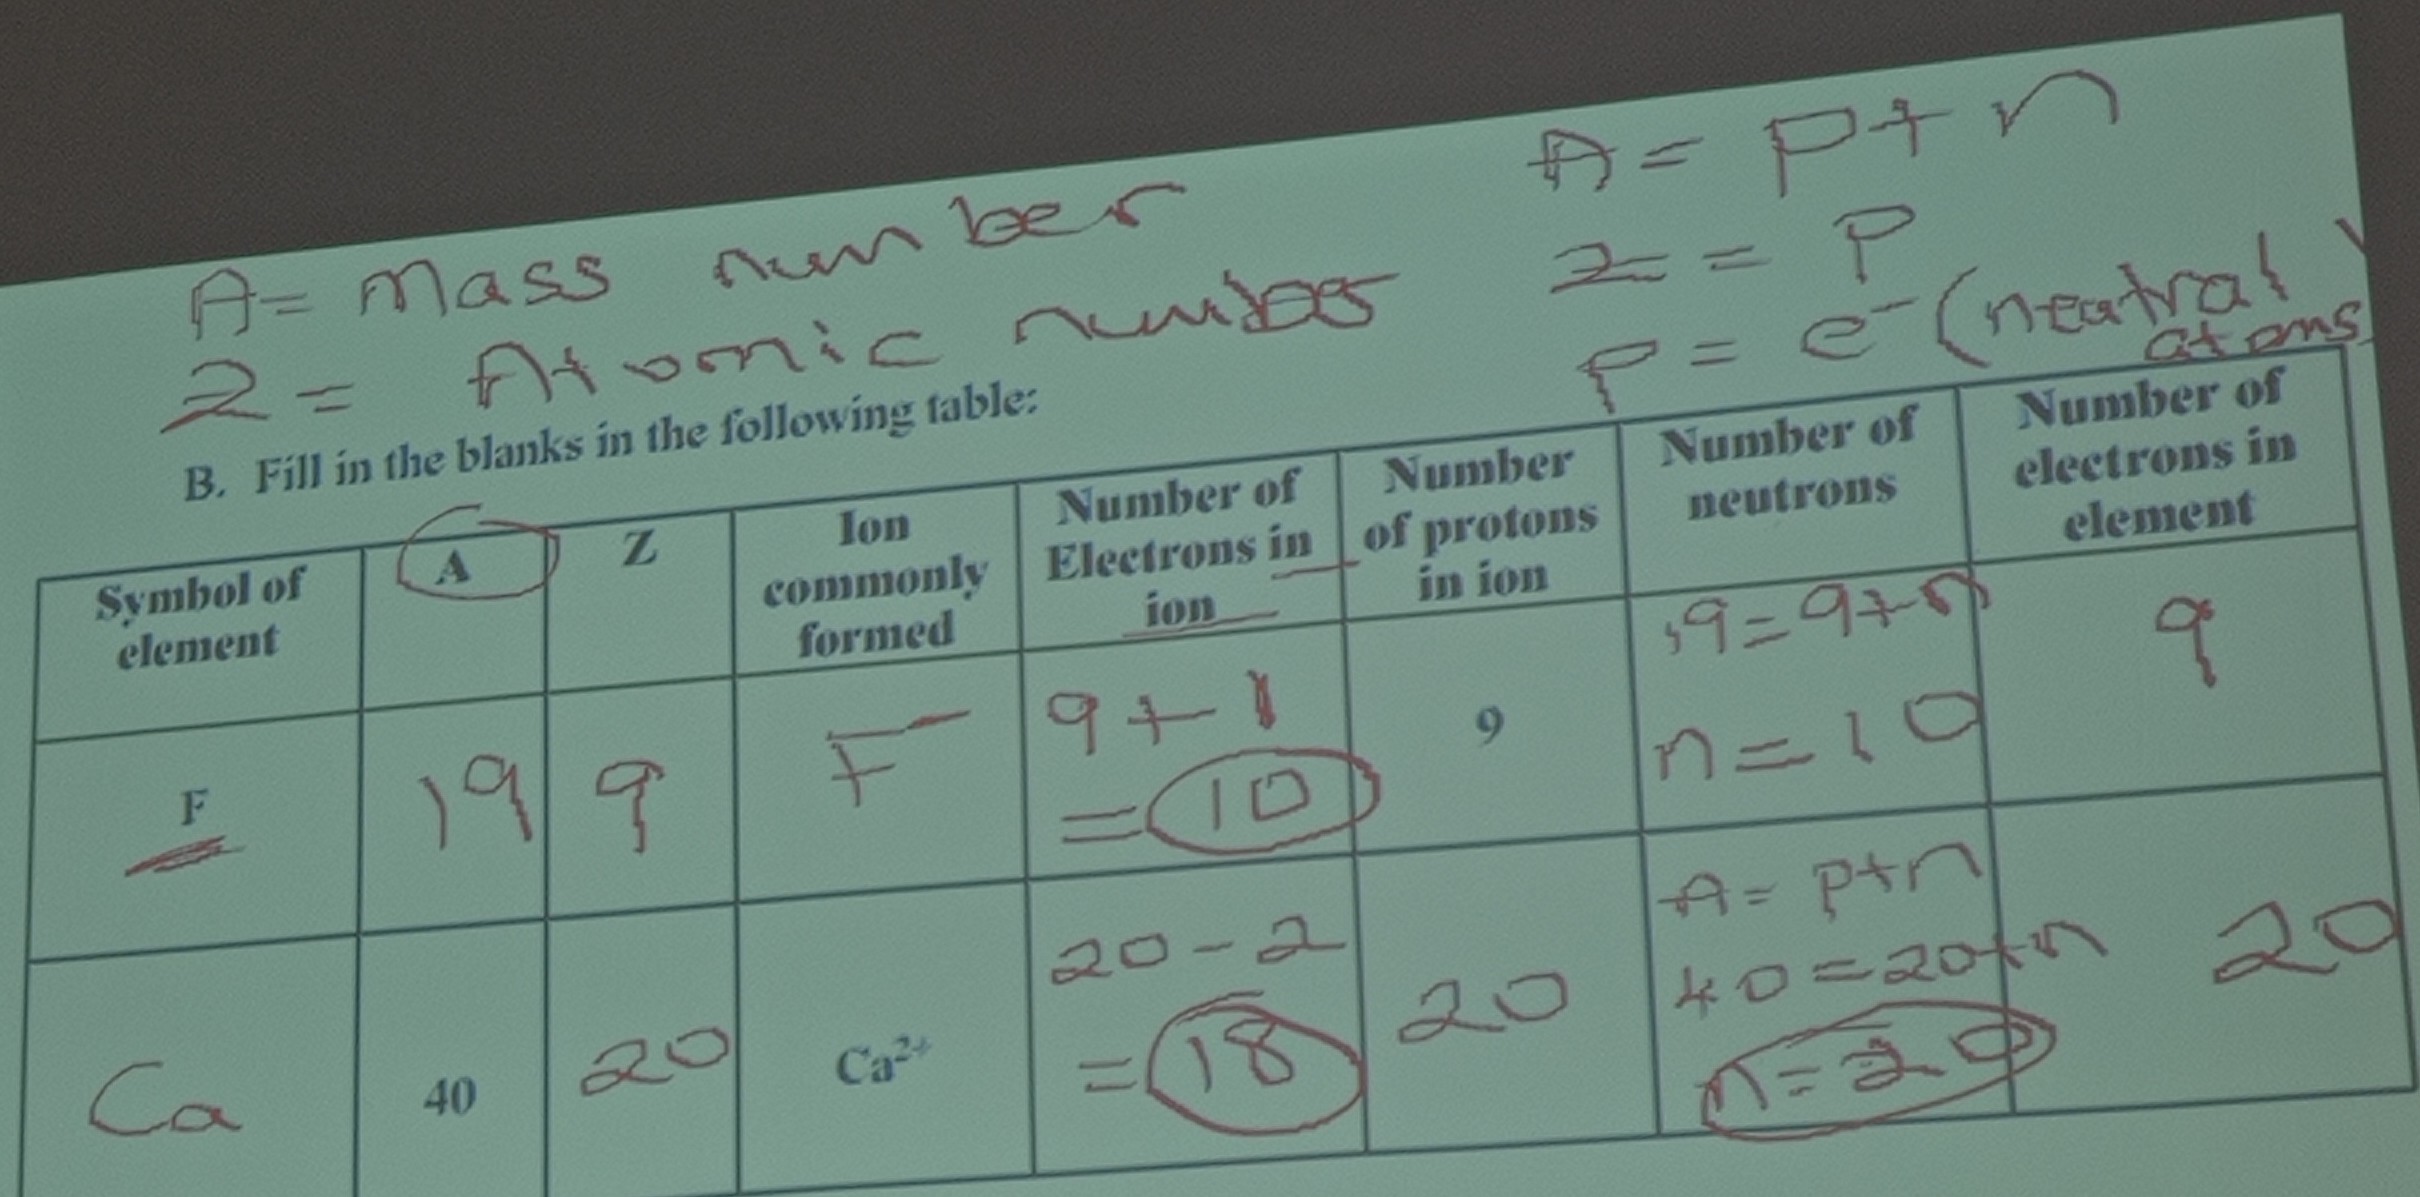 A = Mass number
Z = Atomic number
A = P + n
Z = P
P = e⁻ (neutral atoms)
B. Fill in the blanks in the following table:
Symbol of element
A
Z
Ion commonly formed
Number of Electrons in ion
Number of protons in ion
Number of neutrons
Number of electrons in element
F
19
9
F⁻
9 + 1
= 10
9
19 = 9 + n
n = 10
9
Ca
40
20
Ca²⁺
20 - 2
= 18
20
A = P + n
40 = 20 + n
n = 20
20